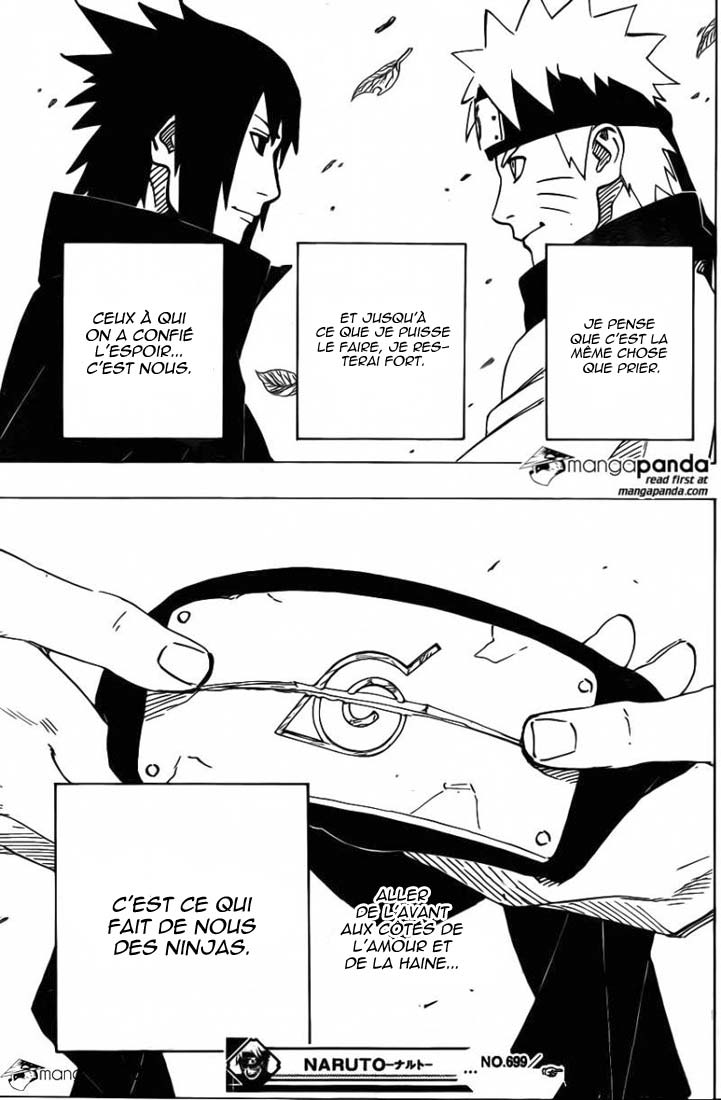 JE PENSE
QUE C'EST LA
MÊME CHOSE
QUE PRIER.
ET JUSQU'À
CE QUE JE PUISSE
LE FAIRE, JE RES-
TERAI FORT.
CEUX À QUI
ON A CONFIÉ
L'ESPOIR...
C'EST NOUS.
mangapanda
read first at
mangapanda.com
ALLER
DE L'AVANT
AUX CÔTÉS DE
L'AMOUR ET
DE LA HAINE...
C'EST CE QUI
FAIT DE NOUS
DES NINJAS.
NARUTO—ナルト—
... NO.699/